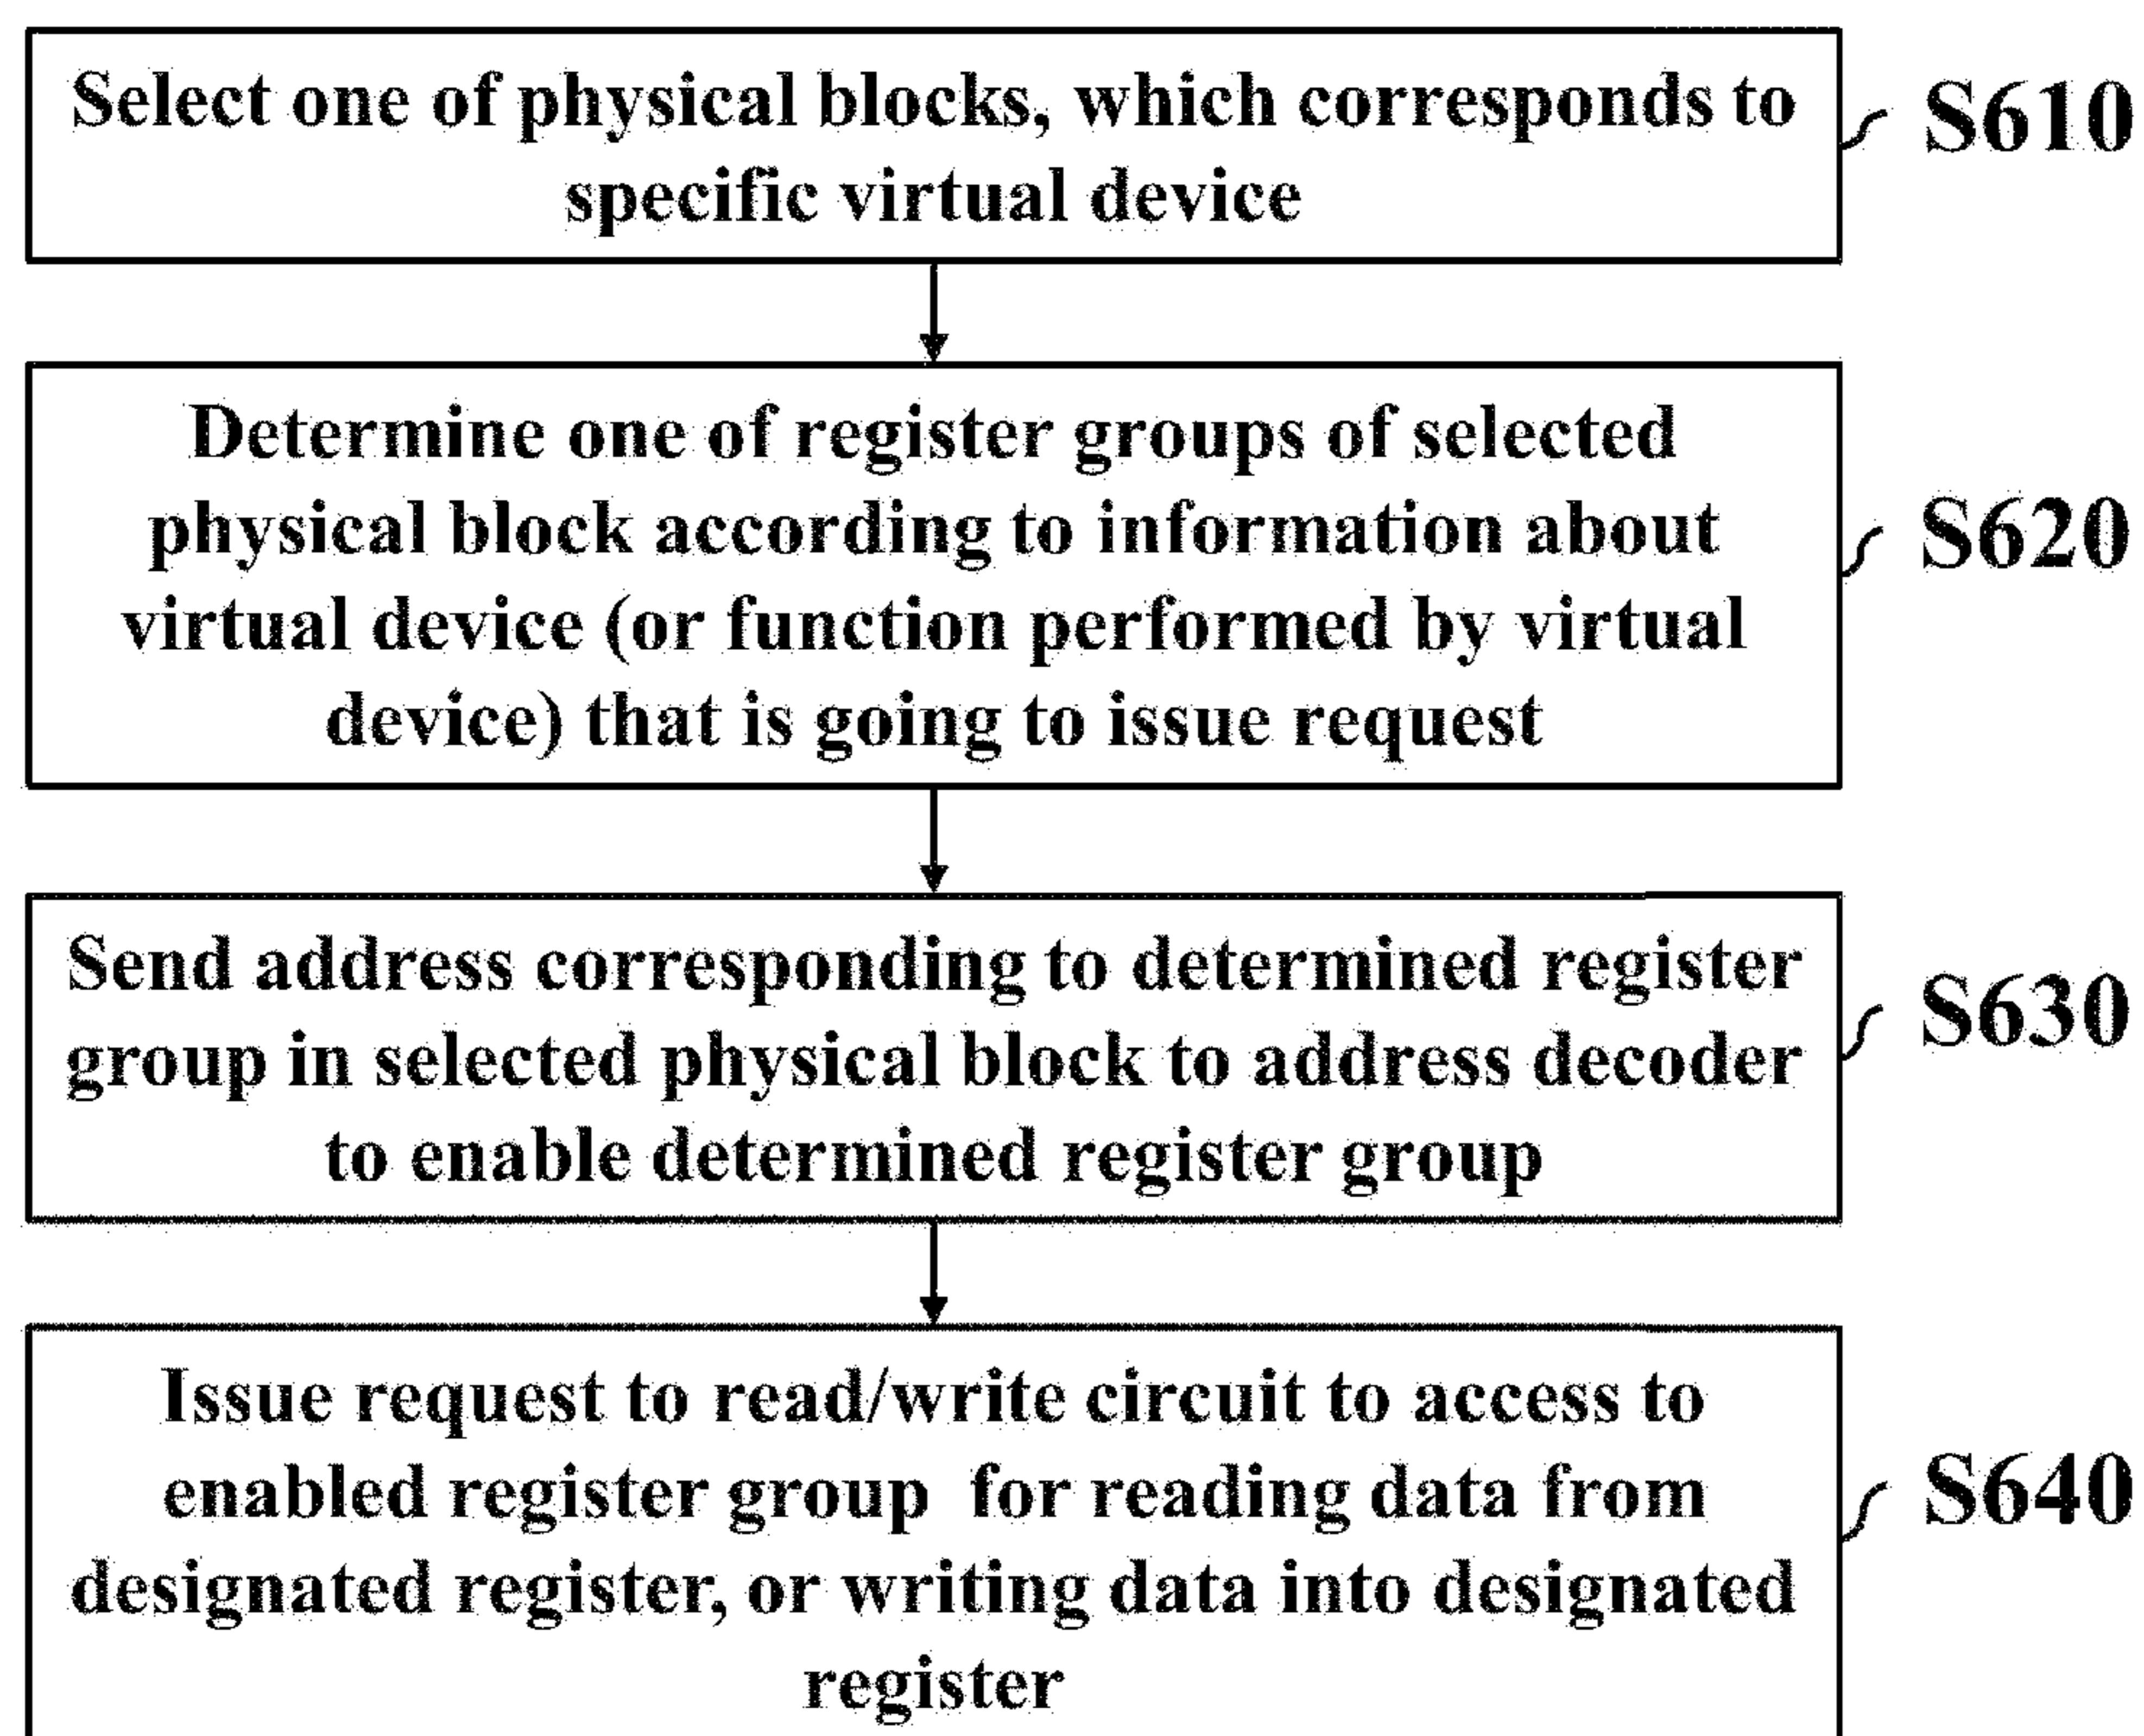 Select one of physical blocks, which corresponds to
specific virtual device
S610
Determine one of register groups of selected
physical block according to information about
virtual device (or function performed by virtual
device) that is going to issue request
S620
Send address corresponding to determined register
group in selected physical block to address decoder
to enable determined register group
S630
Issue request to read/write circuit to access to
enabled register group for reading data from
designated register, or writing data into designated
register
S640